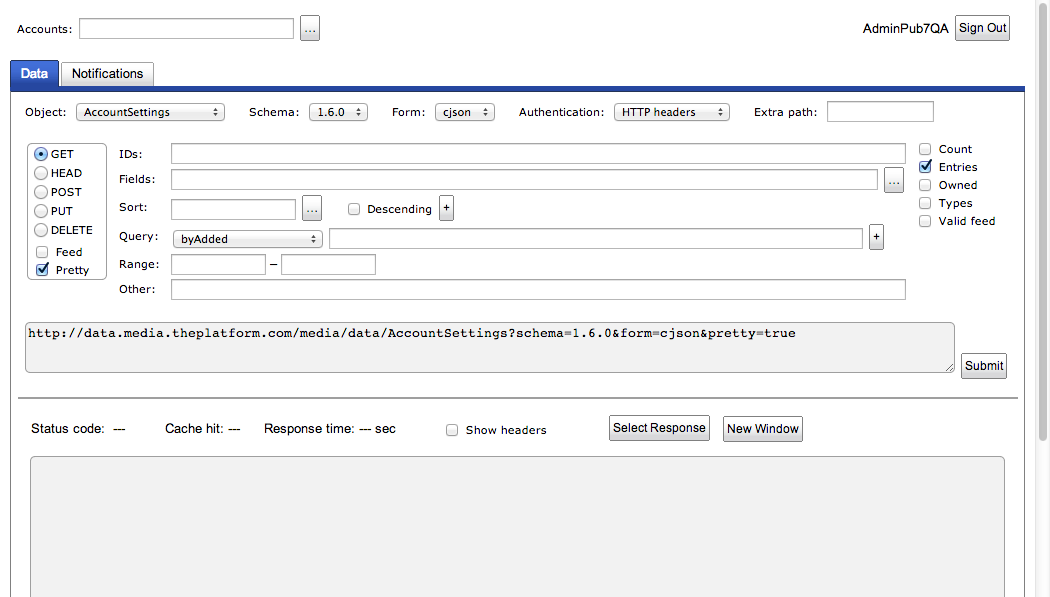 Accounts: ... AdminPub7QA Sign Out
Data Notifications
Object: AccountSettings Schema: 1.6.0 Form: cjson Authentication: HTTP headers Extra path:
GET IDs: Count
HEAD Fields: ... Entries
POST Sort: ... Descending + Owned
PUT Query: byAdded + Types
DELETE Range: – Valid feed
Feed Other:
Pretty
http://data.media.theplatform.com/media/data/AccountSettings?schema=1.6.0&form=cjson&pretty=true
Submit
Status code: --- Cache hit: --- Response time: --- sec Show headers Select Response New Window